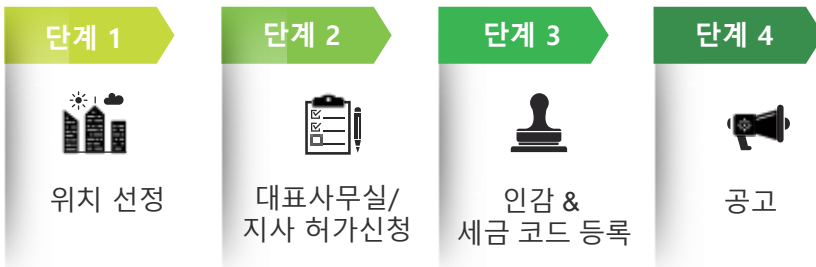 단계 1
위치 선정
단계 2
대표사무실/
지사 허가신청
단계 3
인감 &
세금 코드 등록
단계 4
공고